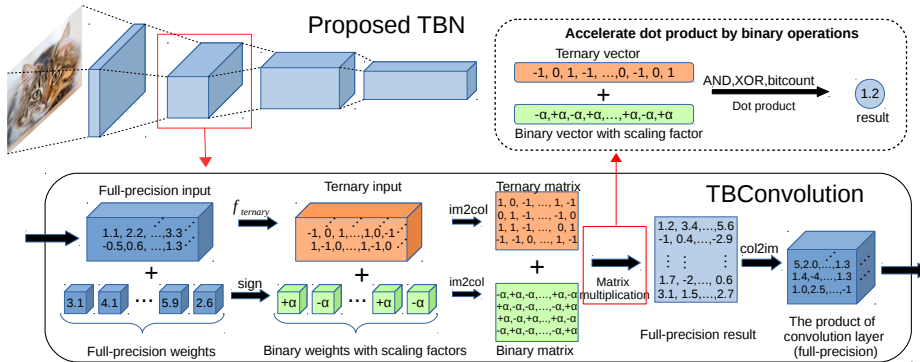 Proposed TBN
Accelerate dot product by binary operations
Ternary vector
-1, 0, 1, -1, ...,0, -1, 0, 1
+
-α,+α,-α,+α,...,+α,-α,+α
Binary vector with scaling factor
AND,XOR,bitcount
Dot product
1.2
result
TBConvolution
Full-precision input
1.1, 2.2, ...,3.3
-0.5,0.6, ...,1.3
+
3.1 4.1 ... 5.9 2.6
Full-precision weights
f ternary
sign
Ternary input
-1, 0, 1, ...,1,0, -1
1,-1,0, ..., 1,-1,0
+
+α -α ... +α -α
Binary weights with scaling factors
im2col
im2col
Ternary matrix
1, 0, -1, ..., 1, -1
0, 1, -1, ..., -1, 0
1, 1, -1, ..., 0, 1
-1, -1, 0, ..., 1, -1
+
-α,+α,-α,...,+α,-α
+α,-α,-α,...,-α,+α
+α,-α,+α,..,+α,-α
-α,+α,-α,...,-α,+α
Binary matrix
Matrix
multiplication
1.2, 3.4,...,5.6
-1, 0.4,...,-2.9
1.7, -2,..., 0.6
3.1, 1.5,...,2.7
Full-precision result
col2im
5,2.0,...,1.3
1.4,-4,...,1.3
1.0,2.5,...,-1
The product of
convolution layer
(full-precision)